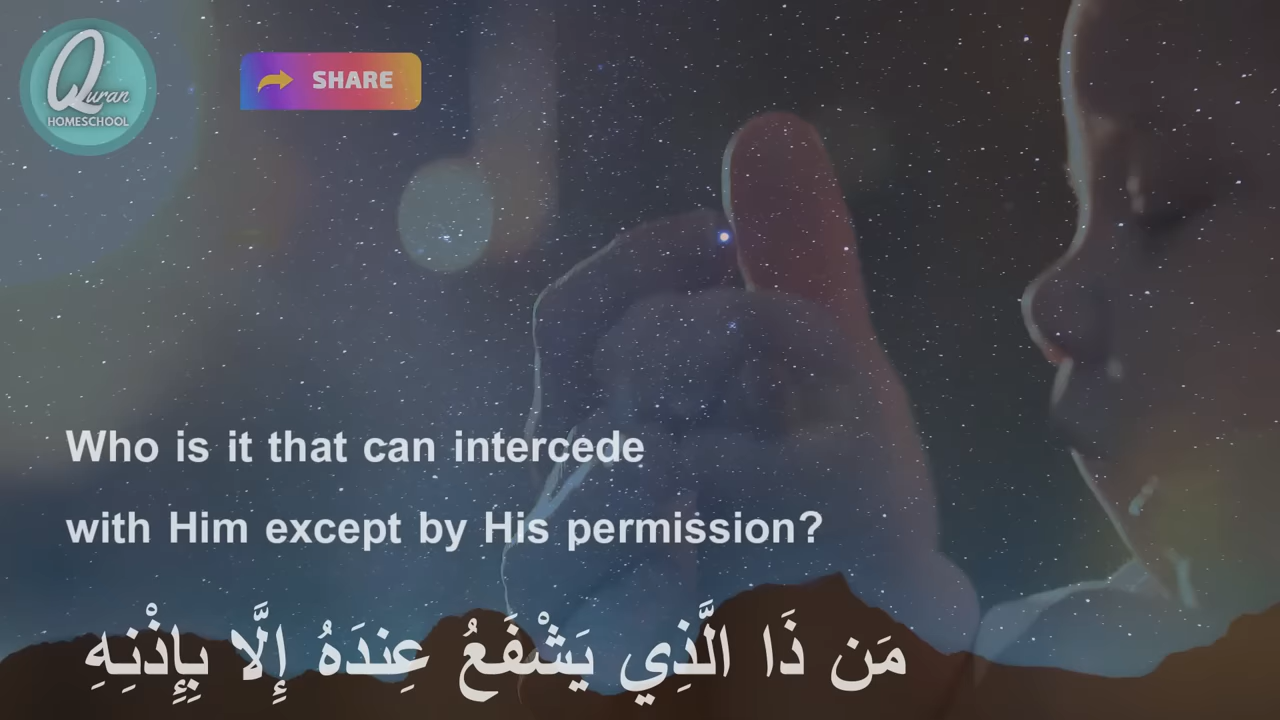 Quran
HOMESCHOOL
SHARE
Who is it that can intercede
with Him except by His permission?
مَن ذَا الَّذِي يَشْفَعُ عِندَهُ إِلَّا بِإِذْنِهِ